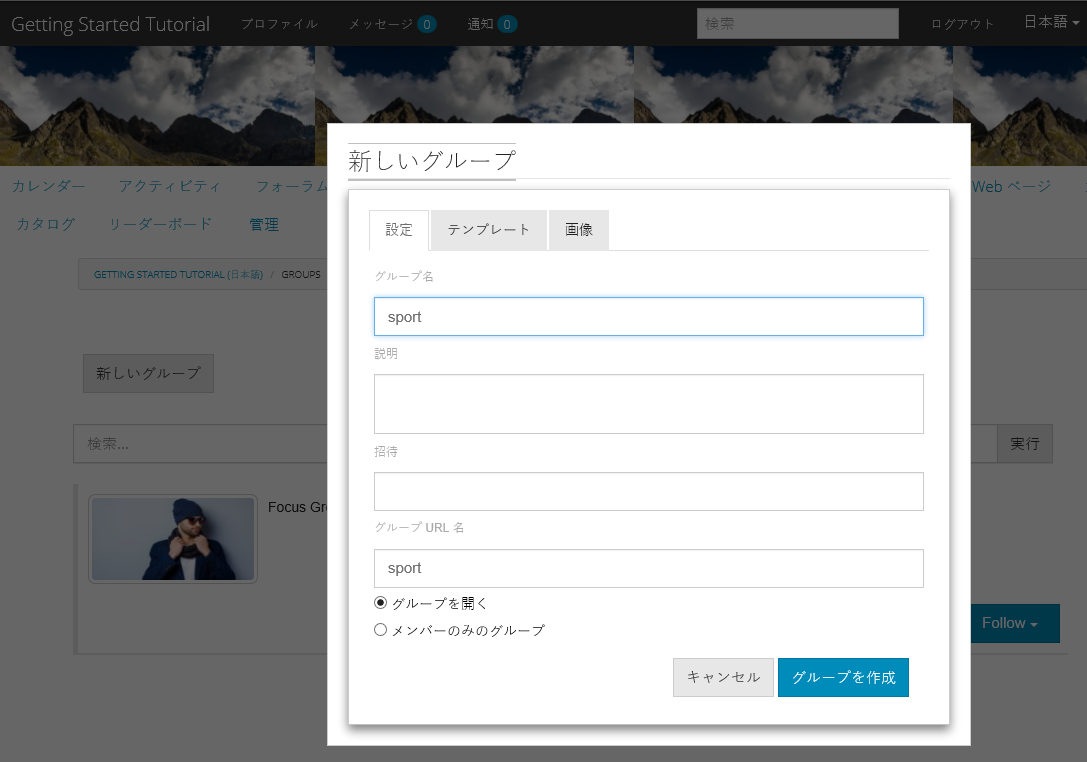 Getting Started Tutorial プロファイル メッセージ 0 通知 0 検索 ログアウト 日本語
新しいグループ
カレンダー アクティビティ フォーラム Web ページ
カタログ リーダーボード 管理
設定 テンプレート 画像
GETTING STARTED TUTORIAL (日本語) / GROUPS
グループ名
sport
説明
新しいグループ
検索... 実行
招待
Focus Gr
グループ URL 名
sport
グループを開く
メンバーのみのグループ
Follow
キャンセル グループを作成